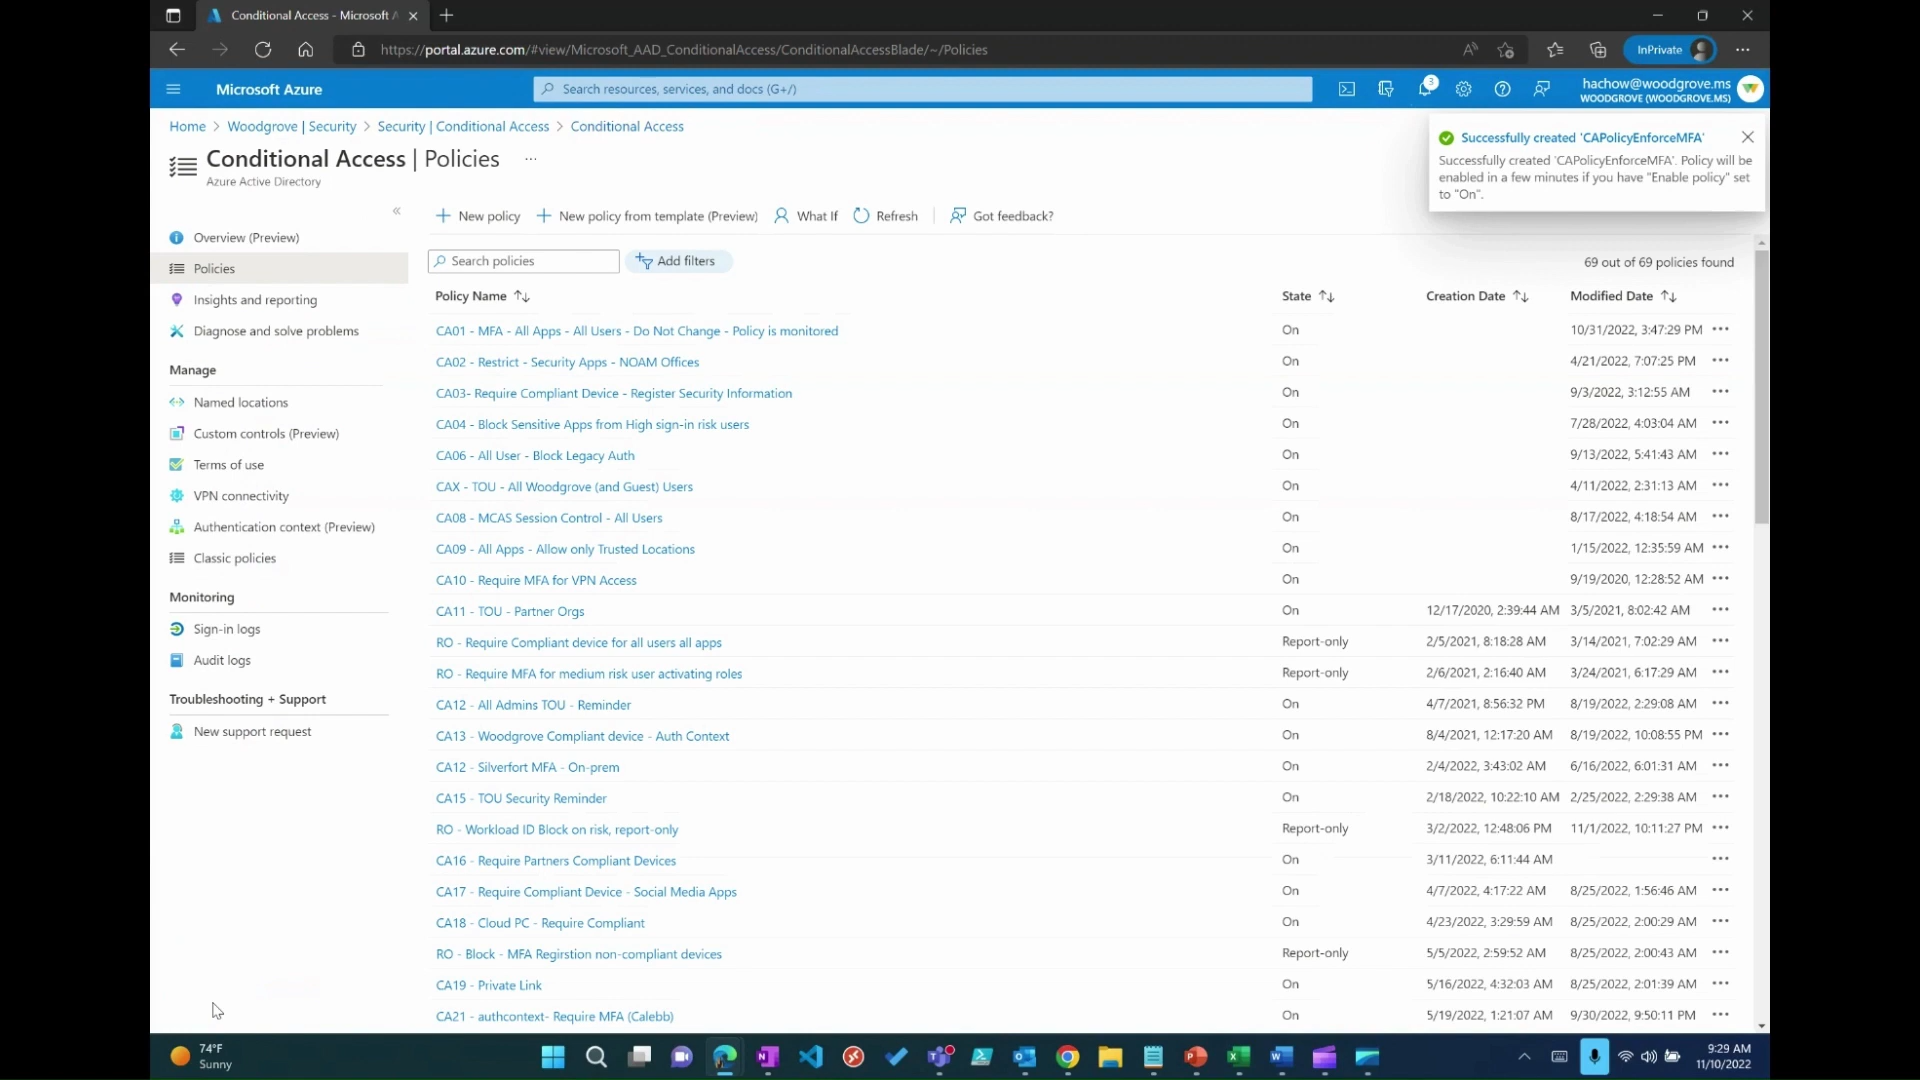 Conditional Access - Microsoft A
https://portal.azure.com/#view/Microsoft_AAD_ConditionalAccess/ConditionalAccessBlade/~/Policies
InPrivate
Microsoft Azure
Search resources, services, and docs (G+/)
3
hachow@woodgrove.ms
WOODGROVE (WOODGROVE.MS)
Home > Woodgrove | Security > Security | Conditional Access > Conditional Access
Conditional Access | Policies ...
Azure Active Directory
Successfully created 'CAPolicyEnforceMFA'
Successfully created 'CAPolicyEnforceMFA'. Policy will be
enabled in a few minutes if you have "Enable policy" set
to "On".
Overview (Preview)
Policies
Insights and reporting
Diagnose and solve problems
Manage
Named locations
Custom controls (Preview)
Terms of use
VPN connectivity
Authentication context (Preview)
Classic policies
Monitoring
Sign-in logs
Audit logs
Troubleshooting + Support
New support request
New policy New policy from template (Preview) What If Refresh Got feedback?
Search policies Add filters
69 out of 69 policies found
Policy Name State Creation Date Modified Date
CA01 - MFA - All Apps - All Users - Do Not Change - Policy is monitored On 10/31/2022, 3:47:29 PM
CA02 - Restrict - Security Apps - NOAM Offices On 4/21/2022, 7:07:25 PM
CA03- Require Compliant Device - Register Security Information On 9/3/2022, 3:12:55 AM
CA04 - Block Sensitive Apps from High sign-in risk users On 7/28/2022, 4:03:04 AM
CA06 - All User - Block Legacy Auth On 9/13/2022, 5:41:43 AM
CAX - TOU - All Woodgrove (and Guest) Users On 4/11/2022, 2:31:13 AM
CA08 - MCAS Session Control - All Users On 8/17/2022, 4:18:54 AM
CA09 - All Apps - Allow only Trusted Locations On 1/15/2022, 12:35:59 AM
CA10 - Require MFA for VPN Access On 9/19/2020, 12:28:52 AM
CA11 - TOU - Partner Orgs On 12/17/2020, 2:39:44 AM 3/5/2021, 8:02:42 AM
RO - Require Compliant device for all users all apps Report-only 2/5/2021, 8:18:28 AM 3/14/2021, 7:02:29 AM
RO - Require MFA for medium risk user activating roles Report-only 2/6/2021, 2:16:40 AM 3/24/2021, 6:17:29 AM
CA12 - All Admins TOU - Reminder On 4/7/2021, 8:56:32 PM 8/19/2022, 2:29:08 AM
CA13 - Woodgrove Compliant device - Auth Context On 8/4/2021, 12:17:20 AM 8/19/2022, 10:08:55 PM
CA12 - Silverfort MFA - On-prem On 2/4/2022, 3:43:02 AM 6/16/2022, 6:01:31 AM
CA15 - TOU Security Reminder On 2/18/2022, 10:22:10 AM 2/25/2022, 2:29:38 AM
RO - Workload ID Block on risk, report-only Report-only 3/2/2022, 12:48:06 PM 11/1/2022, 10:11:27 PM
CA16 - Require Partners Compliant Devices On 3/11/2022, 6:11:44 AM
CA17 - Require Compliant Device - Social Media Apps On 4/7/2022, 4:17:22 AM 8/25/2022, 1:56:46 AM
CA18 - Cloud PC - Require Compliant On 4/23/2022, 3:29:59 AM 8/25/2022, 2:00:29 AM
RO - Block - MFA Regirstion non-compliant devices Report-only 5/5/2022, 2:59:52 AM 8/25/2022, 2:00:43 AM
CA19 - Private Link On 5/16/2022, 4:32:03 AM 8/25/2022, 2:01:39 AM
CA21 - authcontext- Require MFA (Calebb) On 5/19/2022, 1:21:07 AM 9/30/2022, 9:50:11 PM
74°F
Sunny
9:29 AM
11/10/2022